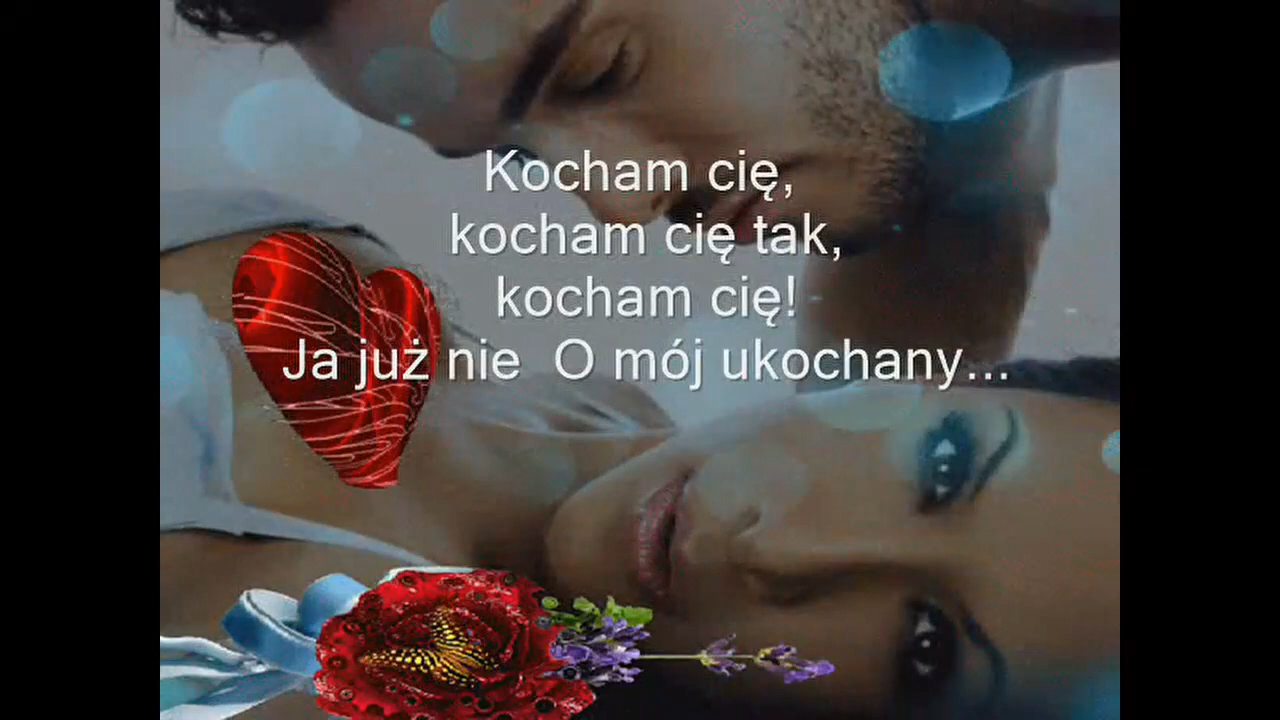 Kocham cię,
kocham cię tak,
kocham cię!
Ja już nie  O mój ukochany...